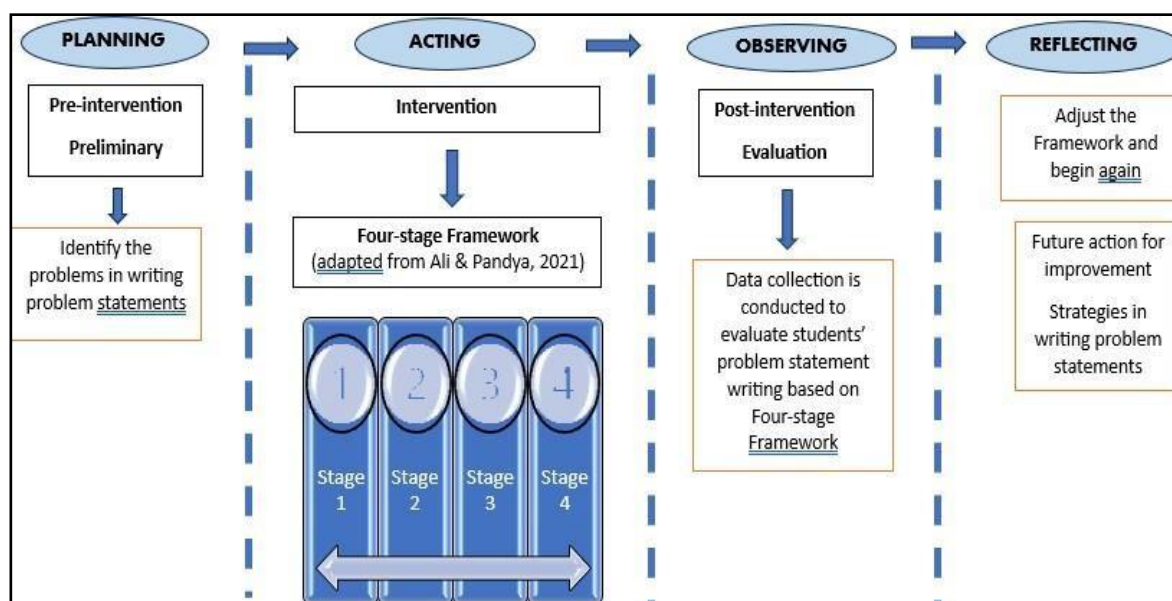 PLANNING
ACTING
OBSERVING
REFLECTING
Pre-intervention
Preliminary
Identify the
problems in writing
problem statements
Intervention
Four-stage Framework
(adapted from Ali & Pandya, 2021)
1 2 3 4
Stage Stage Stage Stage
1 2 3 4
Post-intervention
Evaluation
Data collection is
conducted to
evaluate students’
problem statement
writing based on
Four-stage
Framework
Adjust the
Framework and
begin again
Future action for
improvement
Strategies in
writing problem
statements